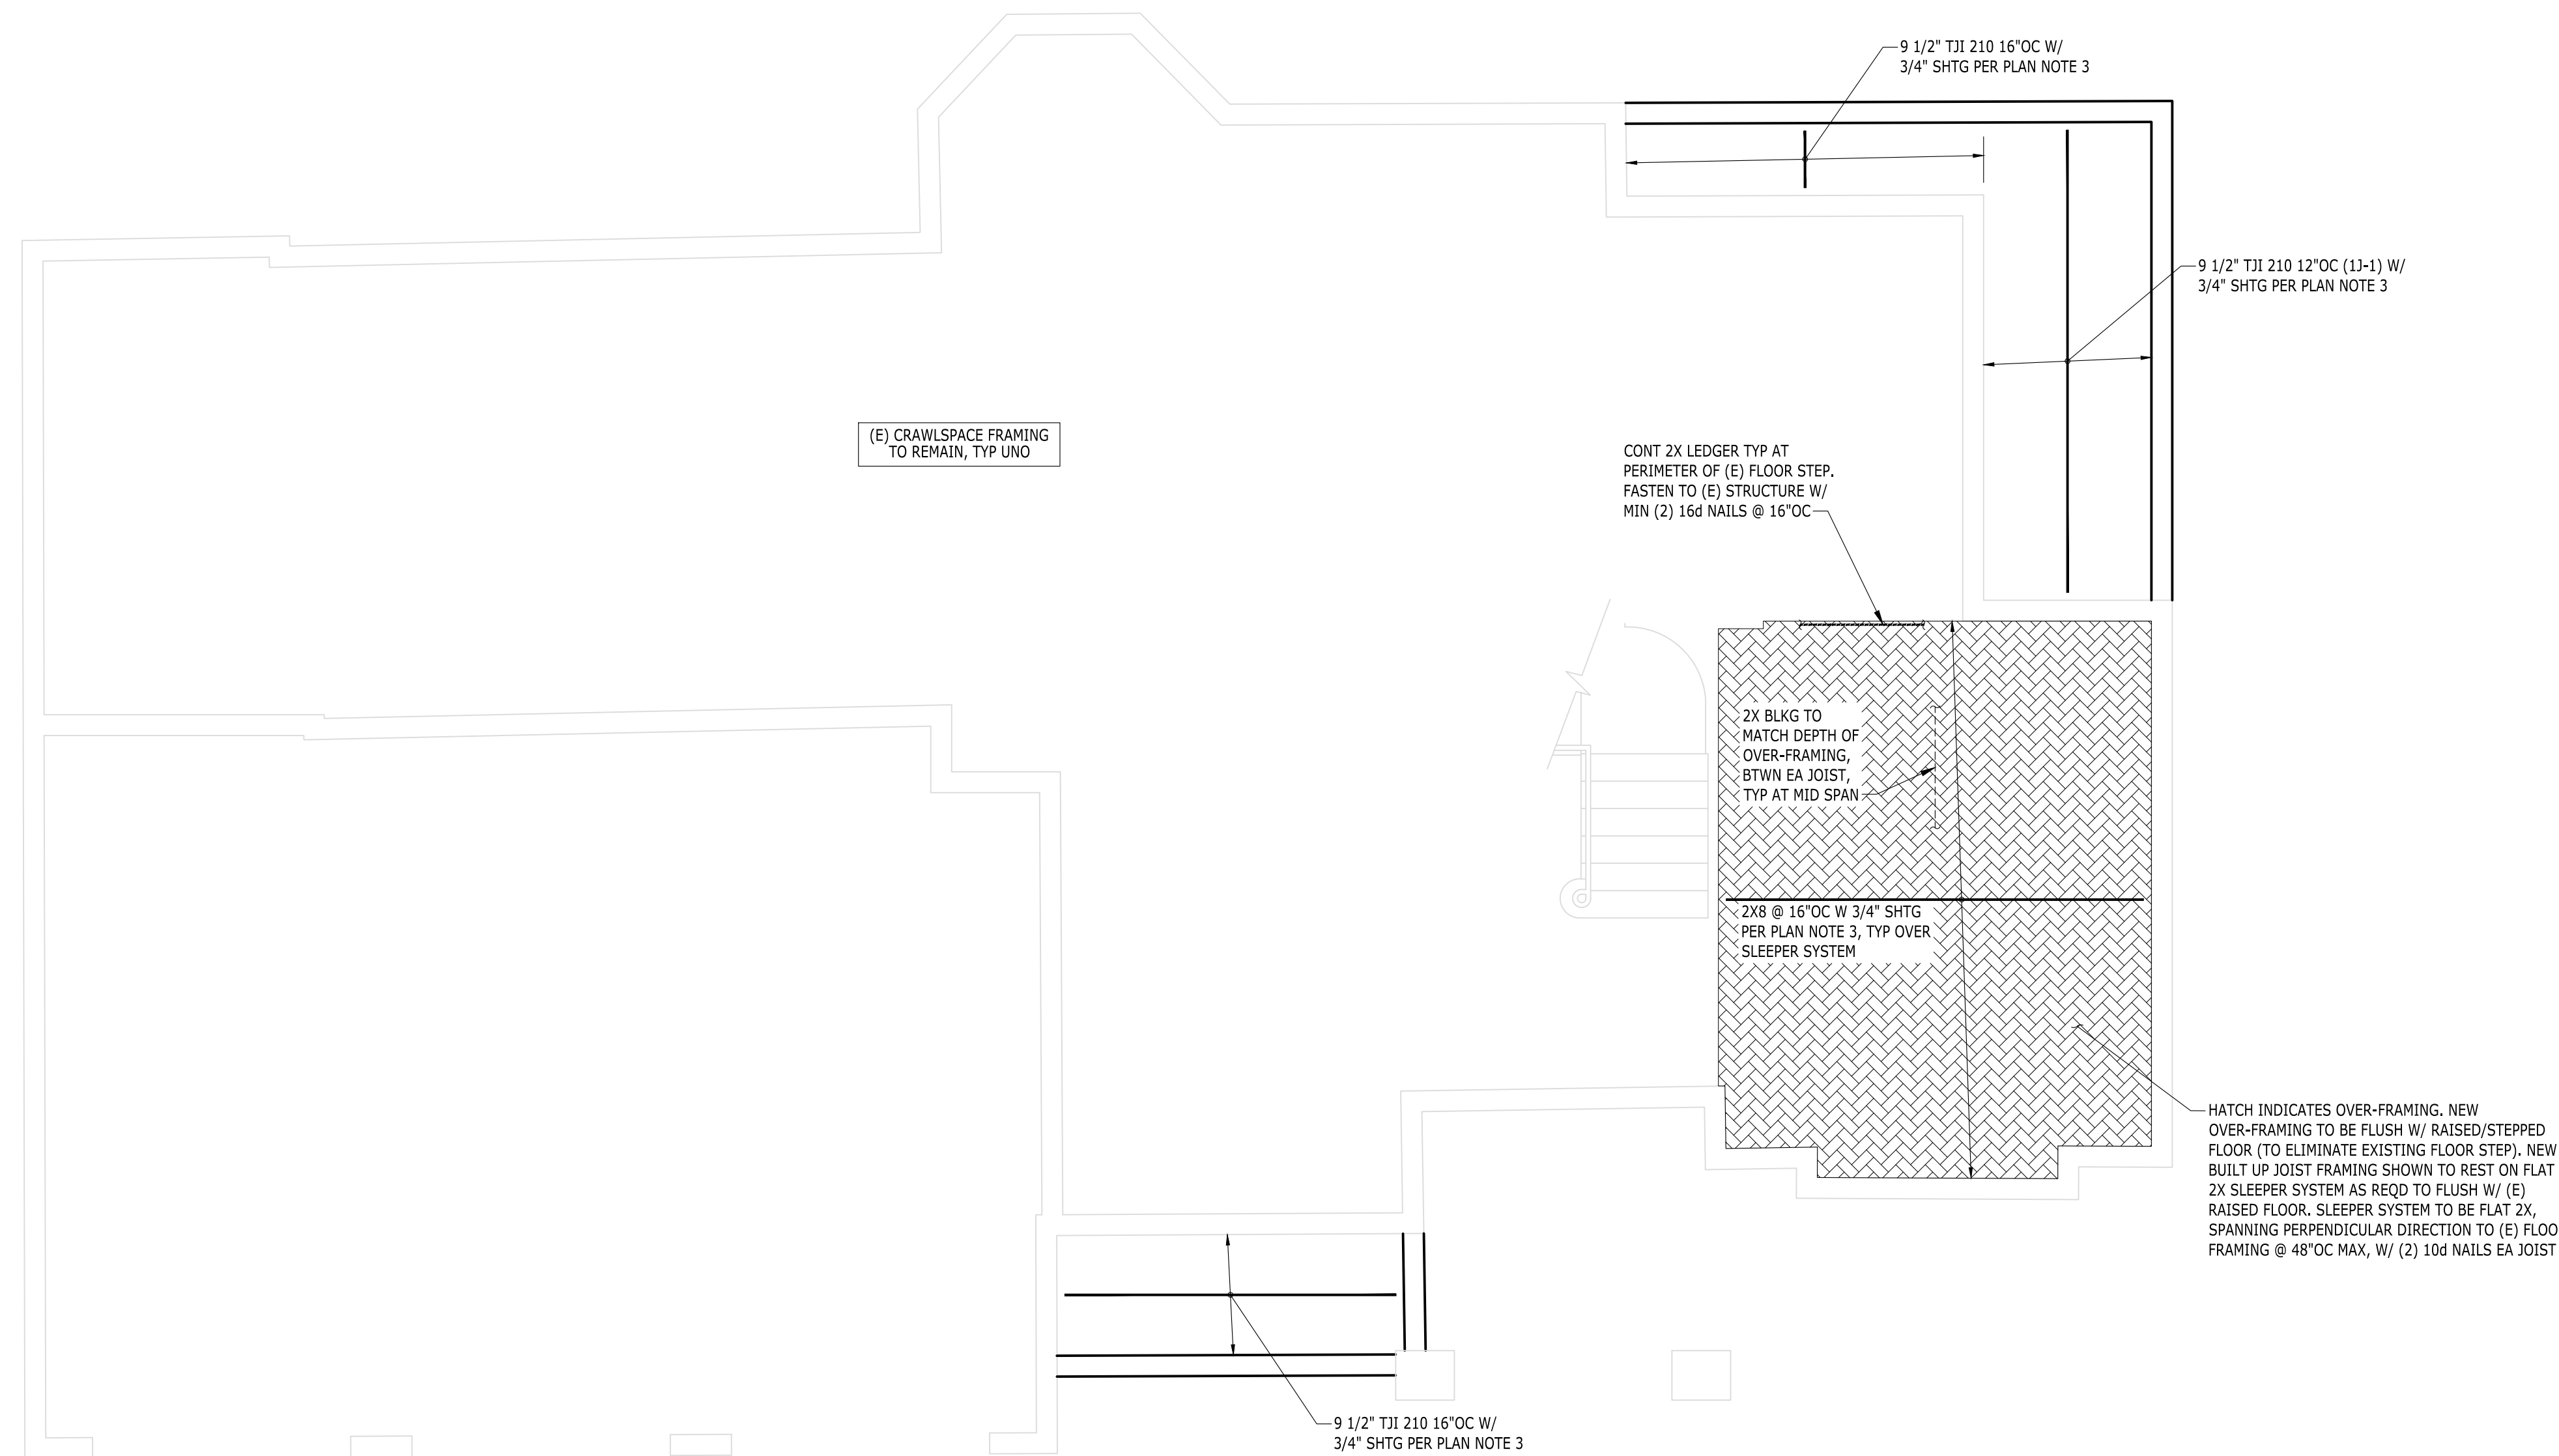 9 1/2" TJI 210 16"OC W/
3/4" SHTG PER PLAN NOTE 3
9 1/2" TJI 210 12"OC (1J-1) W/
3/4" SHTG PER PLAN NOTE 3
(E) CRAWLSPACE FRAMING
TO REMAIN, TYP UNO
CONT 2X LEDGER TYP AT
PERIMETER OF (E) FLOOR STEP.
FASTEN TO (E) STRUCTURE W/
MIN (2) 16d NAILS @ 16"OC
2X BLKG TO
MATCH DEPTH OF
OVER-FRAMING,
BTWN EA JOIST,
TYP AT MID SPAN
2X8 @ 16"OC W 3/4" SHTG
PER PLAN NOTE 3, TYP OVER
SLEEPER SYSTEM
HATCH INDICATES OVER-FRAMING. NEW
OVER-FRAMING TO BE FLUSH W/ RAISED/STEPPED
FLOOR (TO ELIMINATE EXISTING FLOOR STEP). NEW
BUILT UP JOIST FRAMING SHOWN TO REST ON FLAT
2X SLEEPER SYSTEM AS REQD TO FLUSH W/ (E)
RAISED FLOOR. SLEEPER SYSTEM TO BE FLAT 2X,
SPANNING PERPENDICULAR DIRECTION TO (E) FLOO
FRAMING @ 48"OC MAX, W/ (2) 10d NAILS EA JOIST
9 1/2" TJI 210 16"OC W/
3/4" SHTG PER PLAN NOTE 3